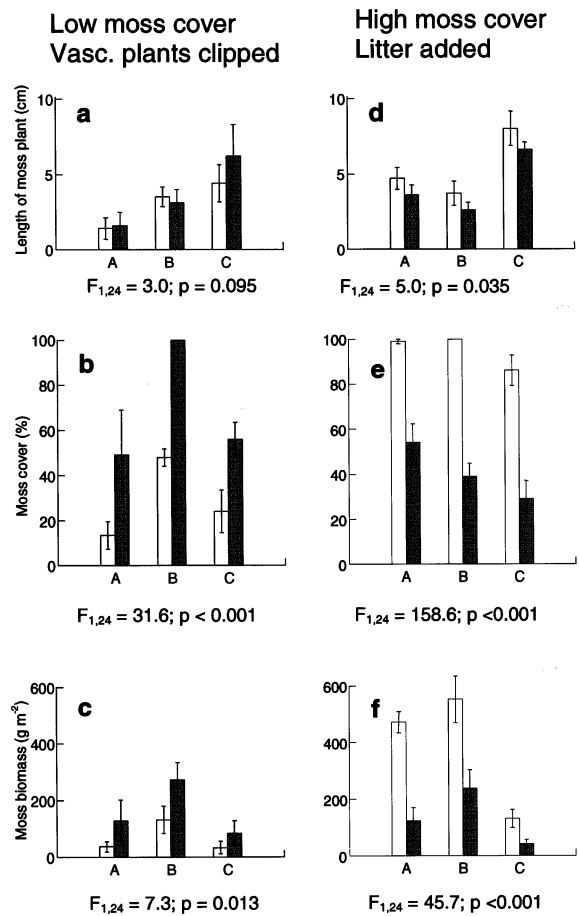 Low moss cover
Vasc. plants clipped
High moss cover
Litter added
a
Length of moss plant (cm)
10
5
0
A B C
F1,24 = 3.0; p = 0.095
d
10
5
0
A B C
F1,24 = 5.0; p = 0.035
b
Moss cover (%)
100
80
60
40
20
0
A B C
F1,24 = 31.6; p < 0.001
e
100
80
60
40
20
0
A B C
F1,24 = 158.6; p <0.001
c
Moss biomass (g m-2)
600
400
200
0
A B C
F1,24 = 7.3; p = 0.013
f
600
400
200
0
A B C
F1,24 = 45.7; p <0.001